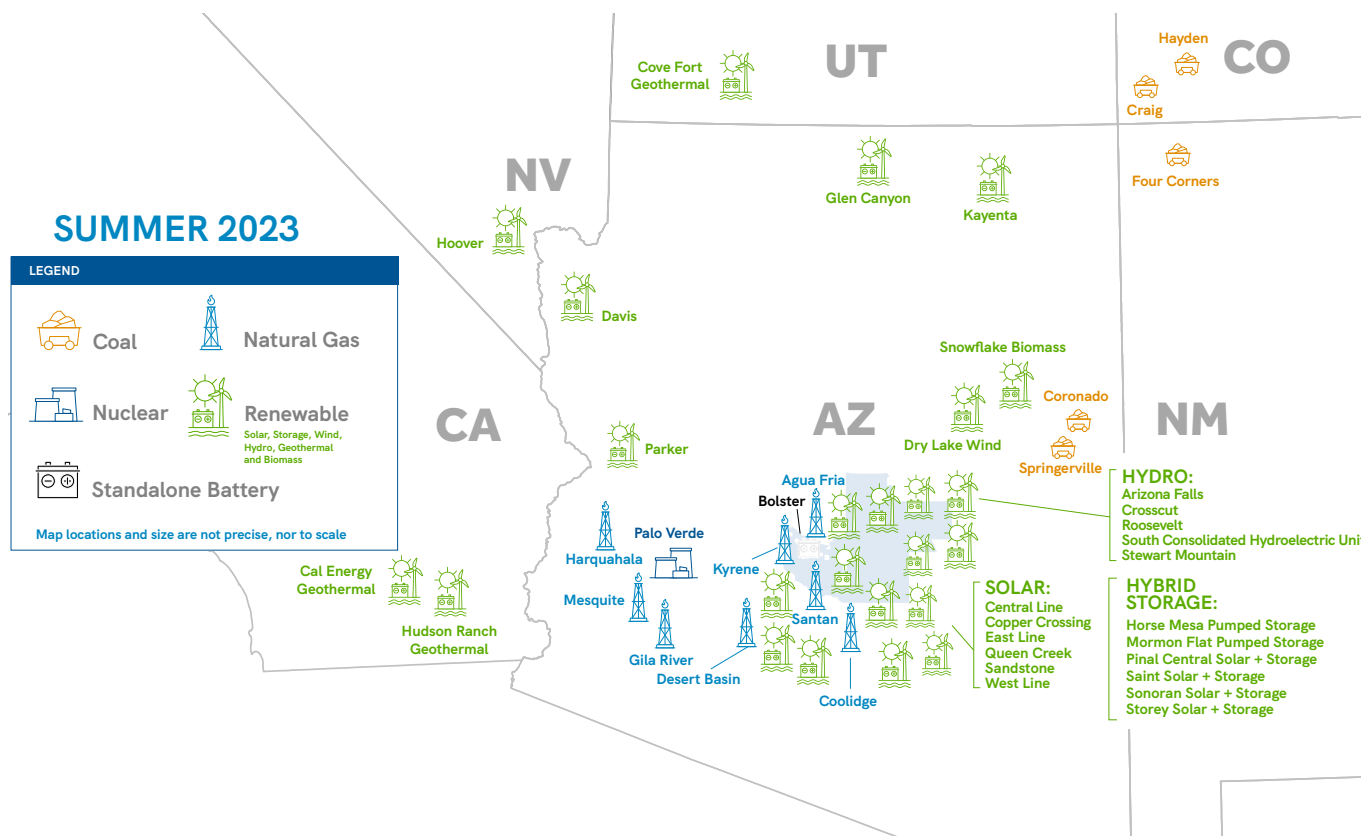 Hayden
CO
UT
Cove Fort
Geothermal
Craig
NV
Four Corners
Glen Canyon
Kayenta
SUMMER 2023
Hoover
LEGEND
Coal
Natural Gas
Nuclear
Renewable
Solar, Storage, Wind,
Hydro, Geothermal
and Biomass
Standalone Battery
Map locations and size are not precise, nor to scale
Davis
Snowflake Biomass
Coronado
CA
AZ
NM
Dry Lake Wind
Parker
Springerville
Agua Fria
Bolster
Palo Verde
Harquahala
Kyrene
Cal Energy
Geothermal
Mesquite
Hudson Ranch
Geothermal
Gila River
Desert Basin
Santan
Coolidge
HYDRO:
Arizona Falls
Crosscut
Roosevelt
South Consolidated Hydroelectric Unit
Stewart Mountain
SOLAR:
Central Line
Copper Crossing
East Line
Queen Creek
Sandstone
West Line
HYBRID
STORAGE:
Horse Mesa Pumped Storage
Mormon Flat Pumped Storage
Pinal Central Solar + Storage
Saint Solar + Storage
Sonoran Solar + Storage
Storey Solar + Storage